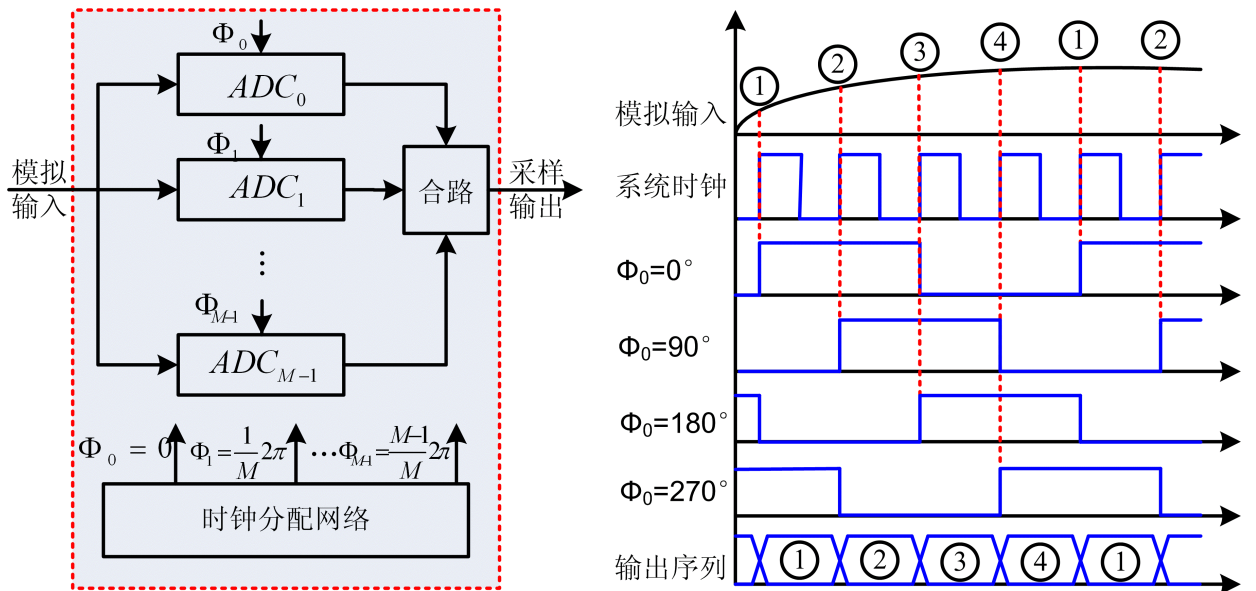 Φ₀
ADC₀
Φ₁
ADC₁
模拟
输入
合路
采样
输出
⋮
Φ_{M-1}
ADC_{M-1}
Φ₀ = 0
Φ₁=1/M 2π
…Φ_{M-1}=M-1/M 2π
时钟分配网络
① ② ③ ④ ① ②
模拟输入
系统时钟
Φ₀=0°
Φ₀=90°
Φ₀=180°
Φ₀=270°
输出序列 ① ② ③ ④ ①